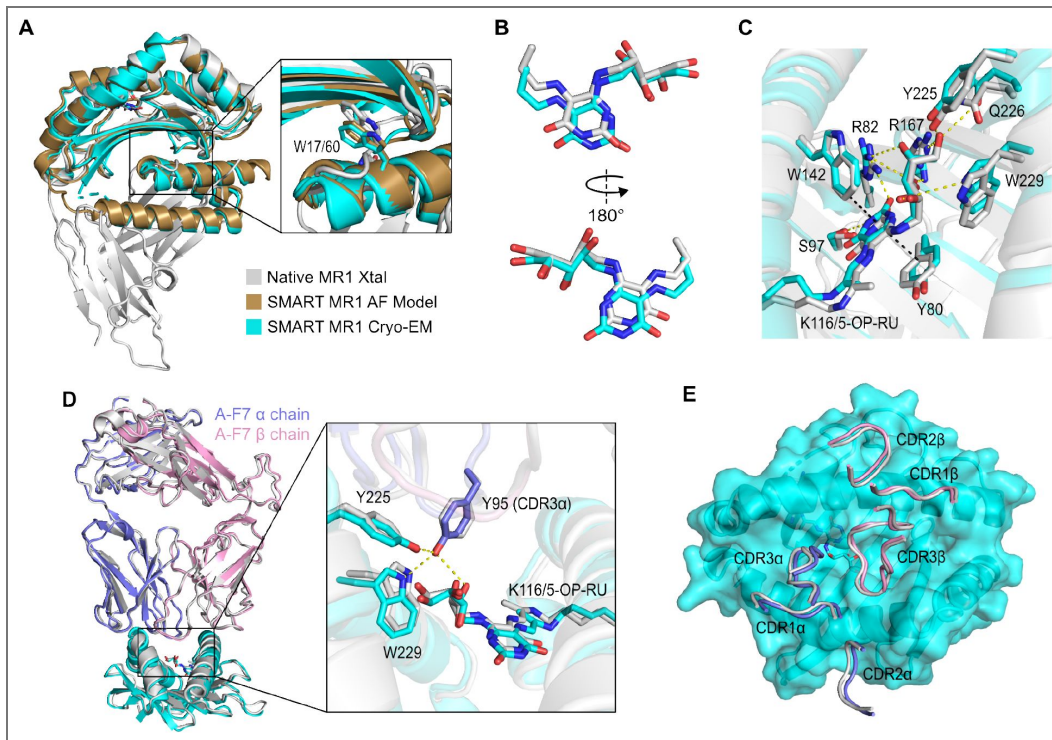 A
W17/60
Native MR1 Xtal
SMART MR1 AF Model
SMART MR1 Cryo-EM
B
180°
C
Y225
Q226
R82
R167
W142
W229
S97
Y80
K116/5-OP-RU
D
A-F7 α chain
A-F7 β chain
Y225
Y95 (CDR3α)
K116/5-OP-RU
W229
E
CDR2β
CDR1β
CDR3α
CDR3β
CDR1α
CDR2α